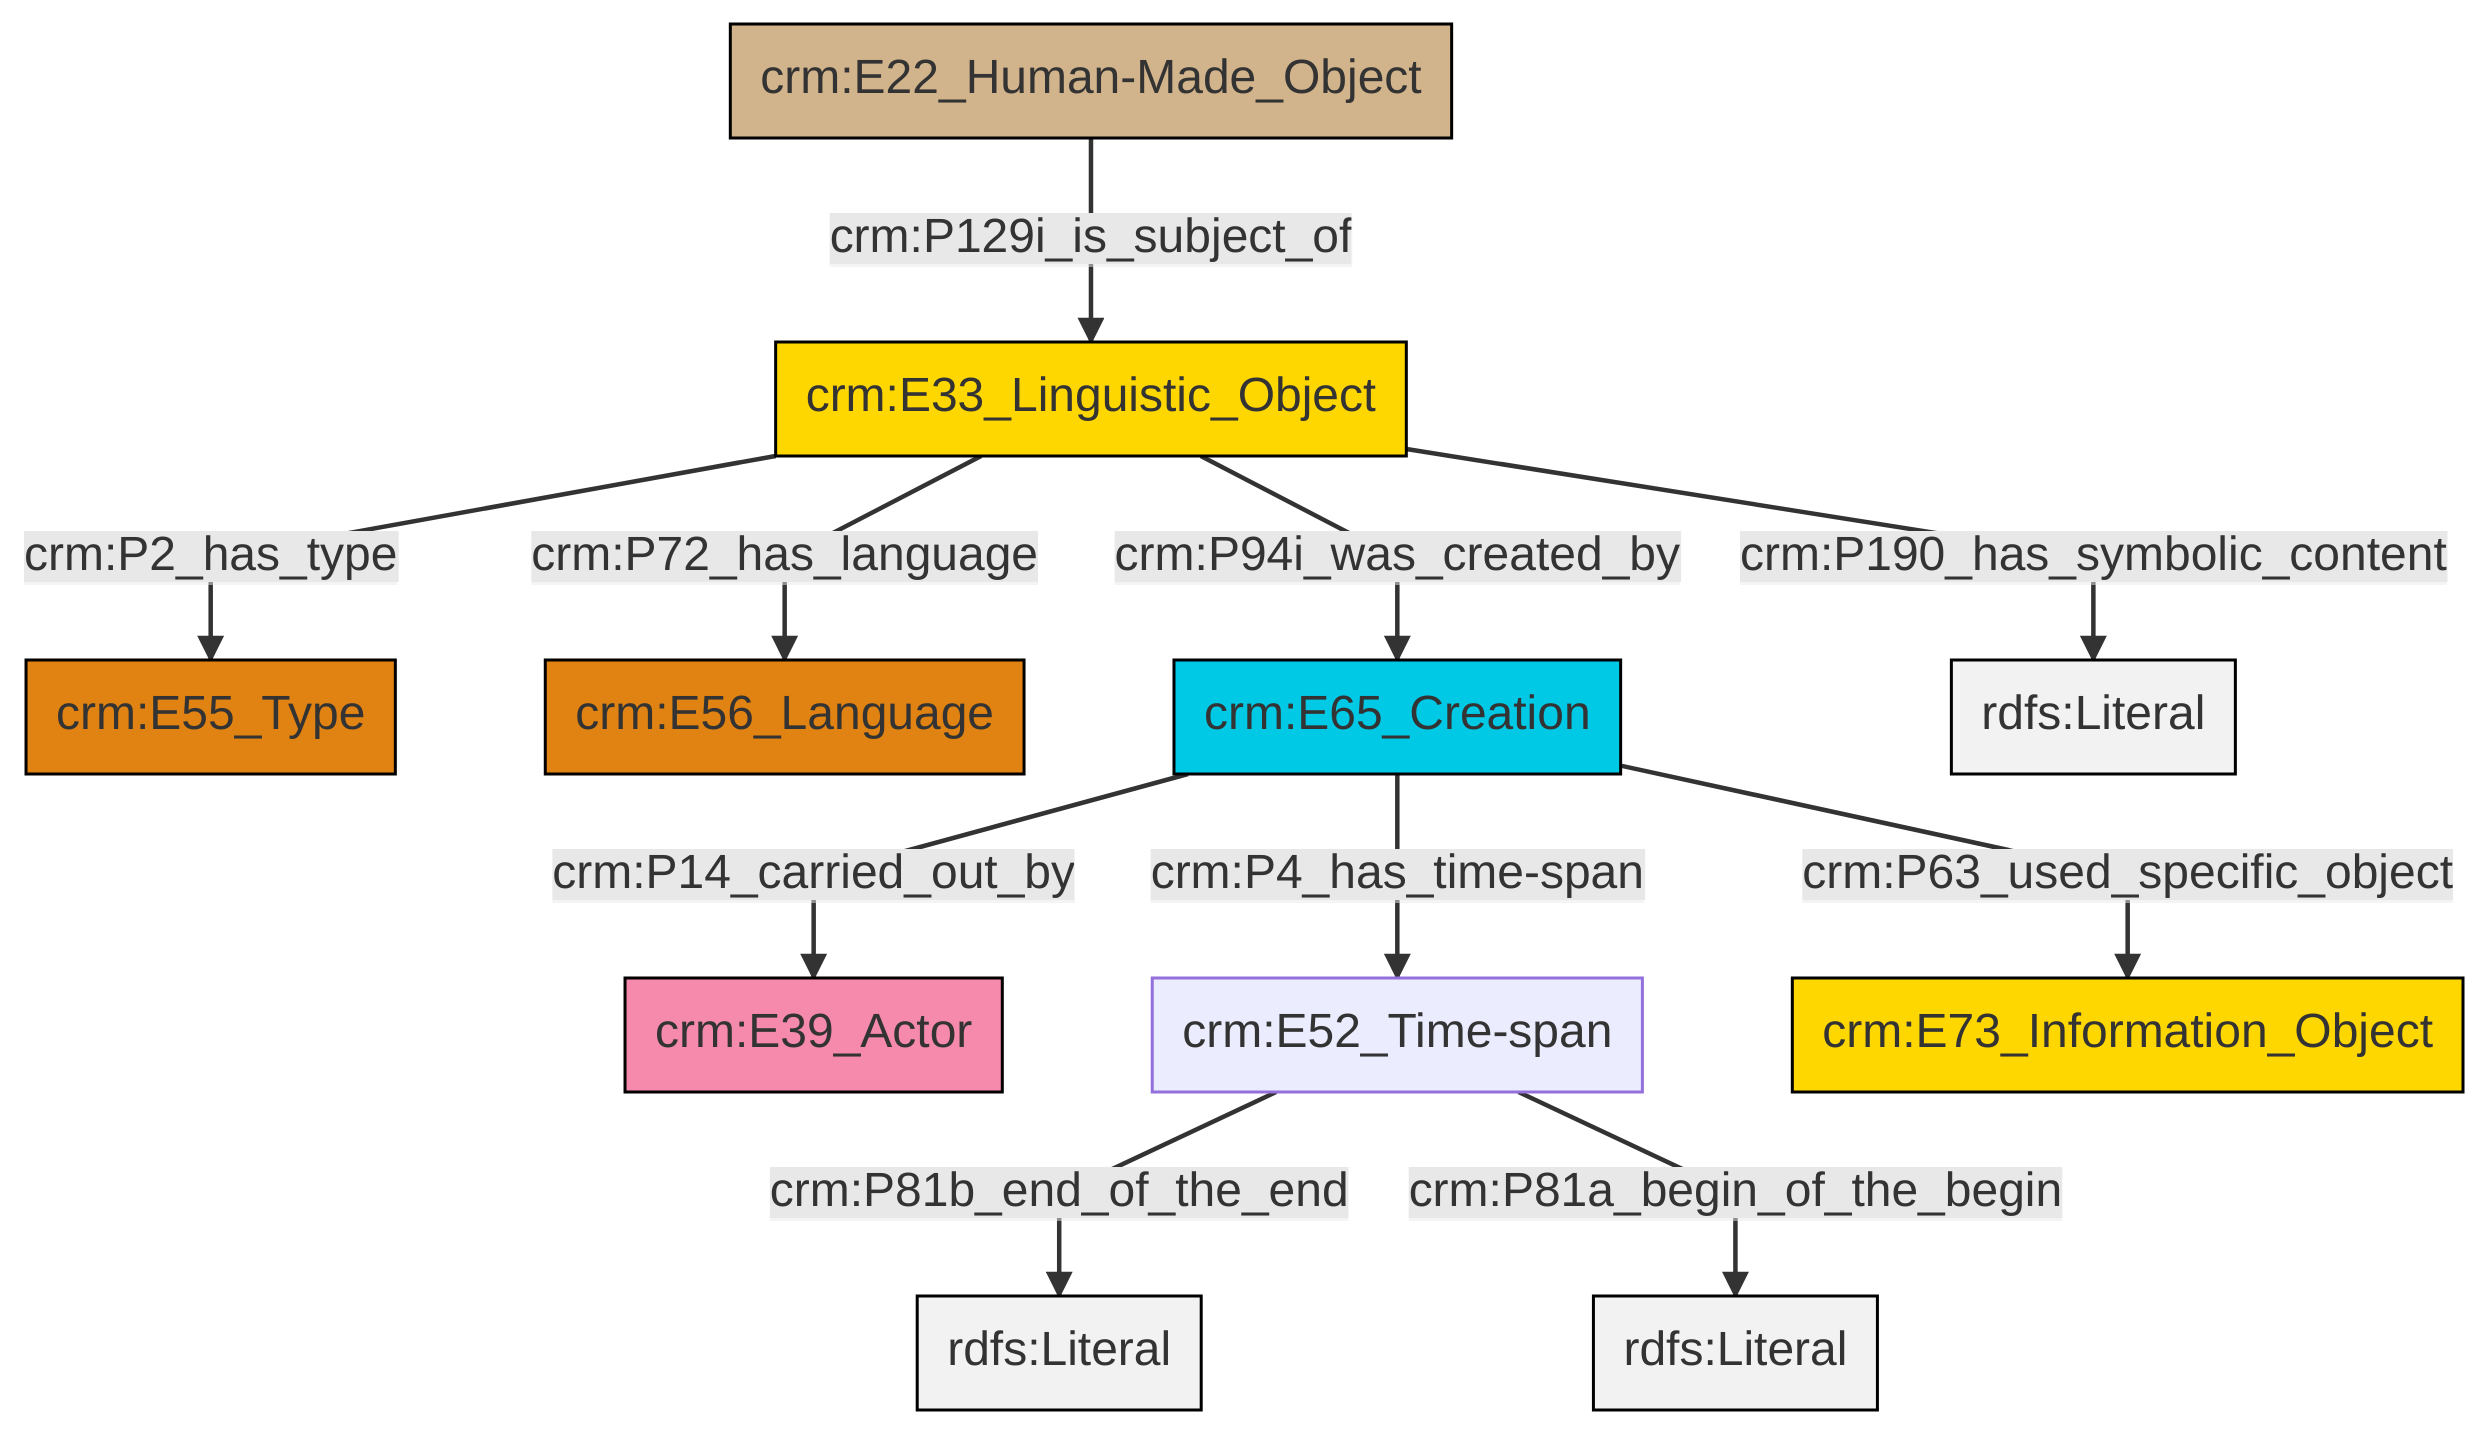 crm:E22_Human-Made_Object
crm:P129i_is_subject_of
crm:E33_Linguistic_Object
crm:P2_has_type
crm:P72_has_language
crm:P94i_was_created_by
crm:P190_has_symbolic_content
crm:E55_Type
crm:E56_Language
crm:E65_Creation
rdfs:Literal
crm:P14_carried_out_by
crm:P4_has_time-span
crm:P63_used_specific_object
crm:E39_Actor
crm:E52_Time-span
crm:E73_Information_Object
crm:P81b_end_of_the_end
crm:P81a_begin_of_the_begin
rdfs:Literal
rdfs:Literal